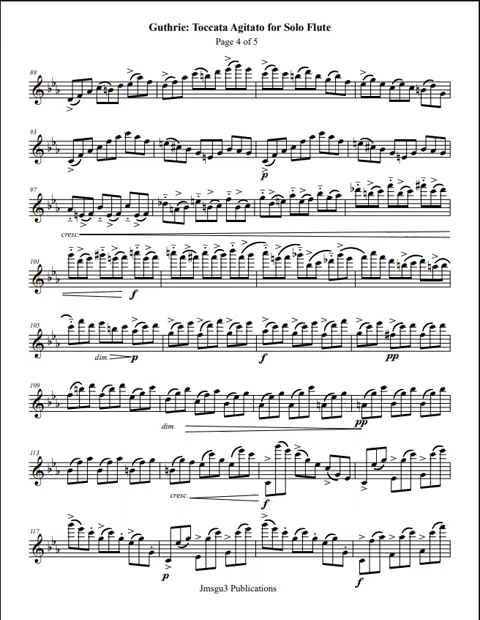 Guthrie: Toccata Agitato for Solo Flute
Page 4 of 5
89
93
p
97
cresc.
101
f
105
dim. p f pp
109
dim. pp
113
cresc. f
117
p f
Jmsgu3 Publications